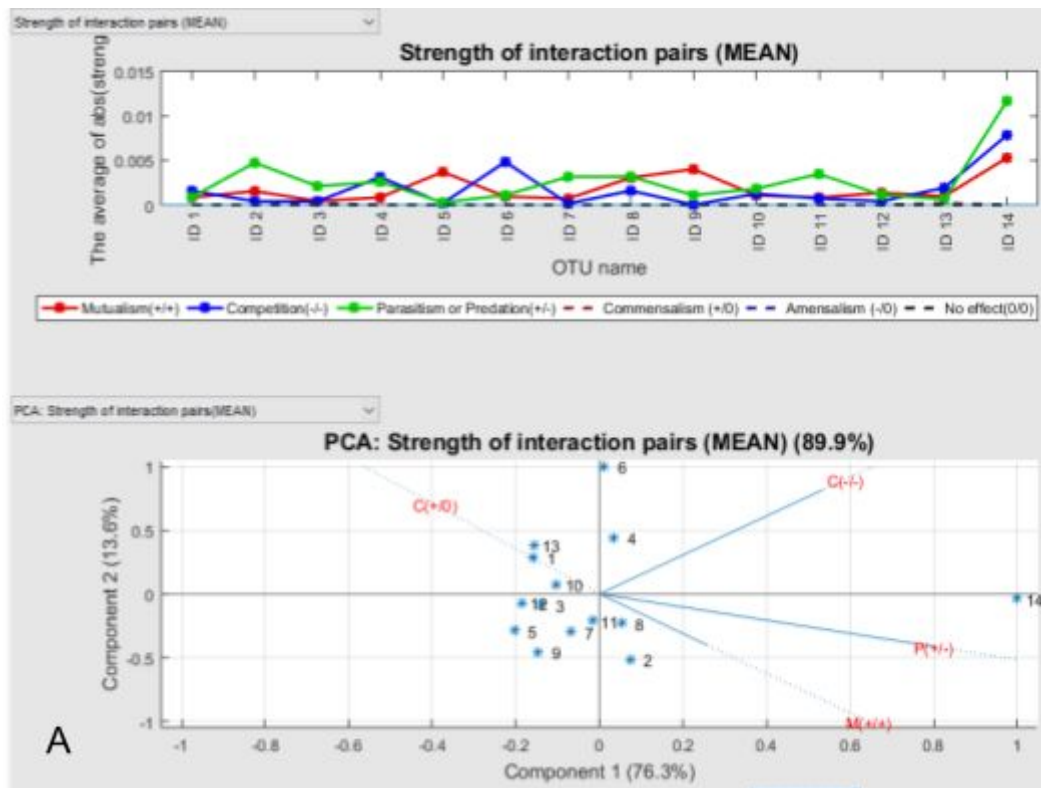 Strength of interaction pairs (MEAN)
Strength of interaction pairs (MEAN)
The average of abs(streng
0.015
0.01
0.005
0
ID 1
ID 2
ID 3
ID 4
ID 5
ID 6
ID 7
ID 8
ID 9
ID 10
ID 11
ID 12
ID 13
ID 14
OTU name
Mutualism(+/+) Competition(-/-) Parasitism or Predation(+/-) Commensalism (+/0) Amensalism (-/0) No effect(0/0)
PCA: Strength of interaction pairs(MEAN)
PCA: Strength of interaction pairs (MEAN) (89.9%)
Component 2 (13.6%)
1
0.5
0
-0.5
-1
6
C(-/-)
C(+/0)
4
13
1
10
14
12
3
11
8
5
7
P(+/-)
9
2
M(+/+)
A
-1 -0.8 -0.6 -0.4 -0.2 0 0.2 0.4 0.6 0.8 1
Component 1 (76.3%)